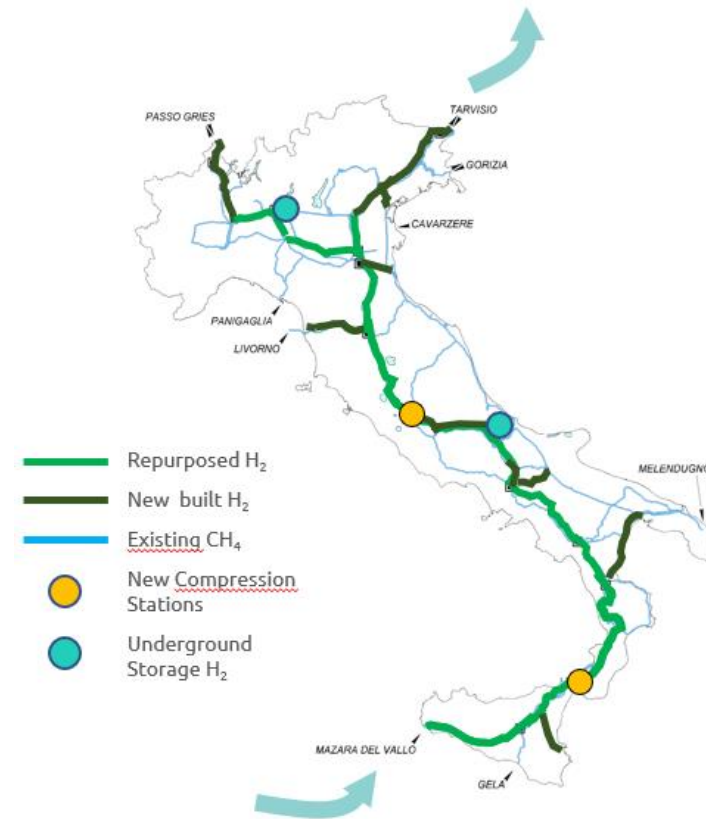 PASSO GRIES
TARVISIO
GORIZIA
CAVARZERE
PANIGAGLIA
LIVORNO
Repurposed H₂
New built H₂
MELENDUGNO
Existing CH₄
New Compression
Stations
Underground
Storage H₂
MAZARA DEL VALLO
GELA